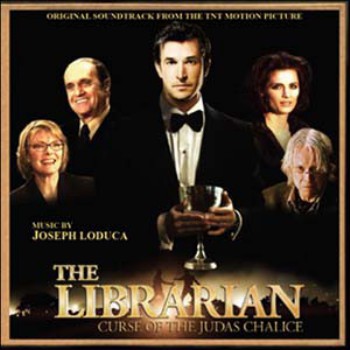 ORIGINAL SOUNDTRACK FROM THE TNT MOTION PICTURE
MUSIC BY
JOSEPH LODUCA
THE
LIBRARIAN
CURSE OF THE JUDAS CHALICE